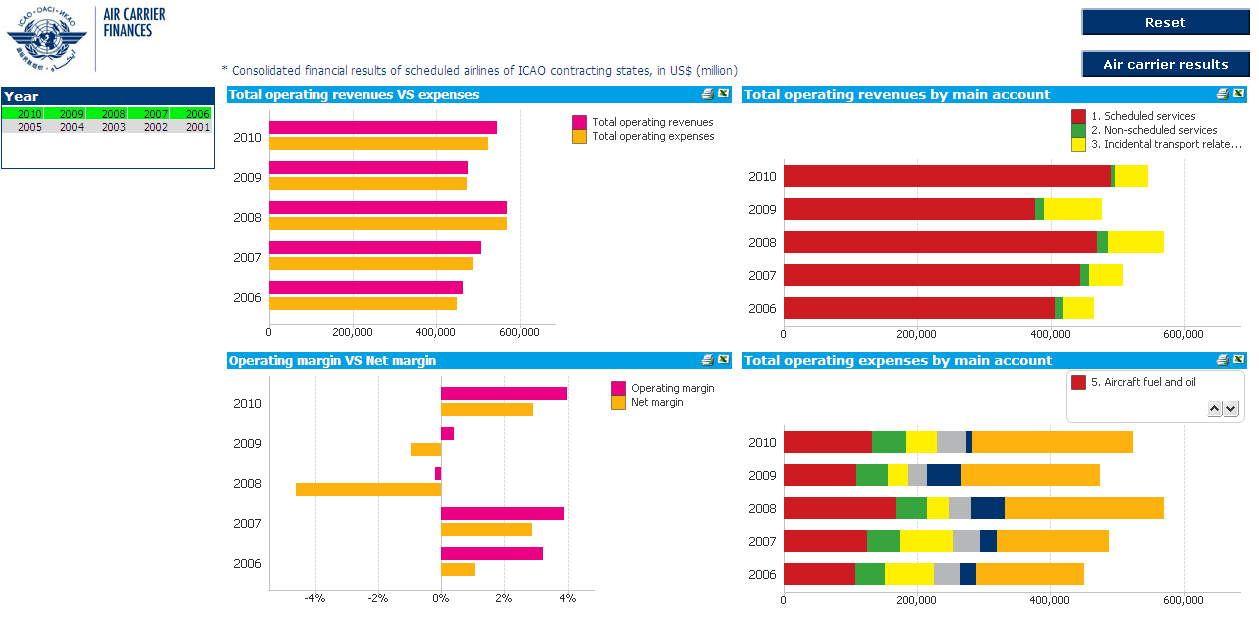 ICAO · OACI · ИКАО
AIR CARRIER
FINANCES
Reset
* Consolidated financial results of scheduled airlines of ICAO contracting states, in US$ (million)
Air carrier results
Year
2010 2009 2008 2007 2006
2005 2004 2003 2002 2001
Total operating revenues VS expenses
Total operating revenues
Total operating expenses
2010
2009
2008
2007
2006
0 200,000 400,000 600,000
Total operating revenues by main account
1. Scheduled services
2. Non-scheduled services
3. Incidental transport relate...
2010
2009
2008
2007
2006
0 200,000 400,000 600,000
Operating margin VS Net margin
Operating margin
Net margin
2010
2009
2008
2007
2006
-4% -2% 0% 2% 4%
Total operating expenses by main account
5. Aircraft fuel and oil
2010
2009
2008
2007
2006
0 200,000 400,000 600,000